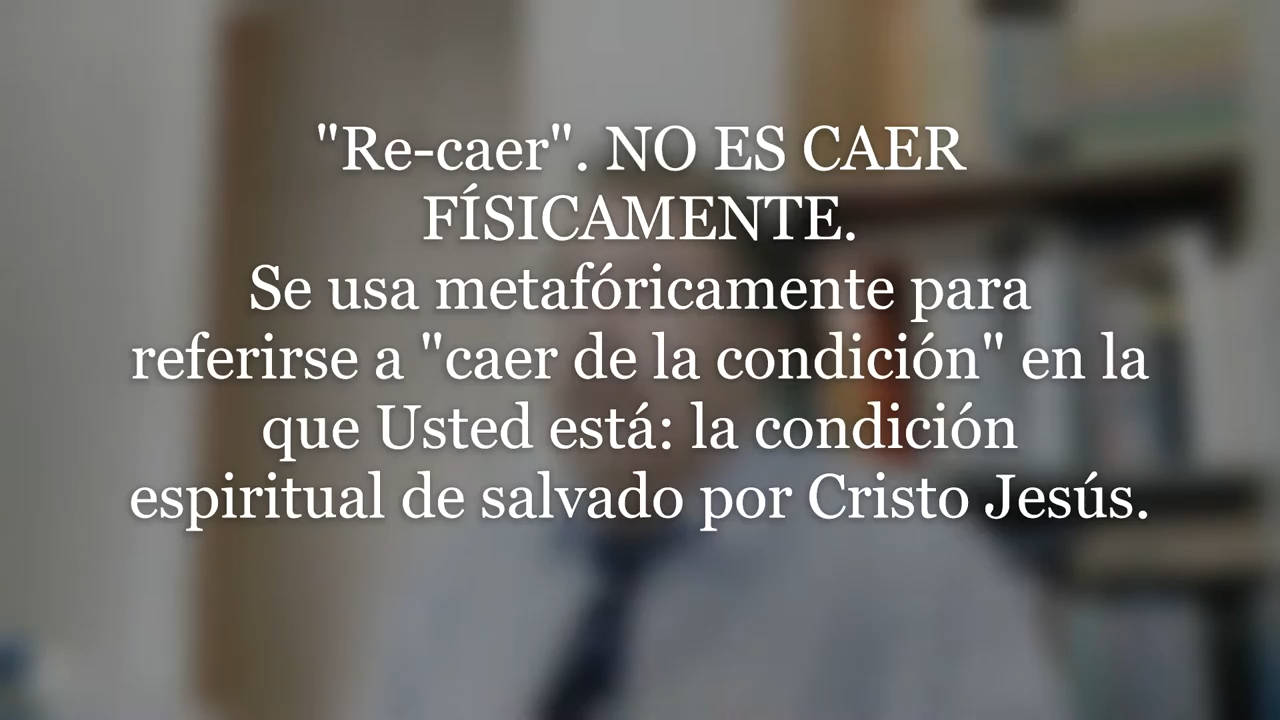 "Re-caer". NO ES CAER
FÍSICAMENTE.
Se usa metafóricamente para
referirse a "caer de la condición" en la
que Usted está: la condición
espiritual de salvado por Cristo Jesús.